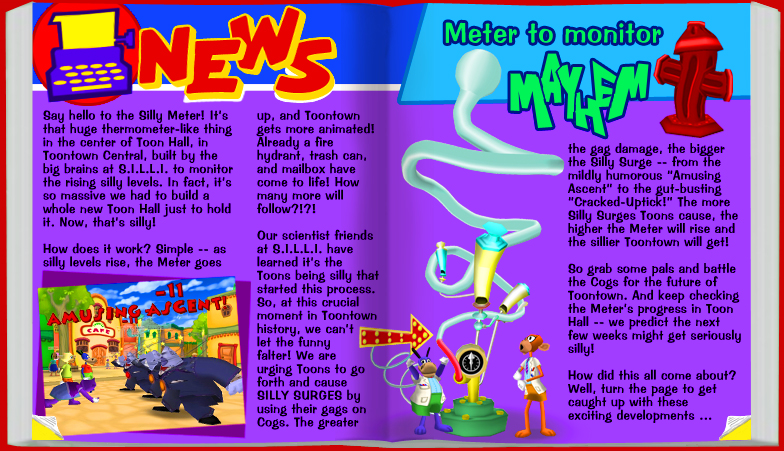 NEWS
Say hello to the Silly Meter! It's
that huge thermometer-like thing
in the center of Toon Hall, in
Toontown Central, built by the
big brains at S.I.L.L.I. to monitor
the rising silly levels. In fact, it's
so massive we had to build a
whole new Toon Hall just to hold
it. Now, that's silly!
How does it work? Simple -- as
silly levels rise, the Meter goes
-11
AMUSING ASCENT!
CAFE
up, and Toontown
gets more animated!
Already a fire
hydrant, trash can,
and mailbox have
come to life! How
many more will
follow?!?!
Our scientist friends
at S.I.L.L.I. have
learned it's the
Toons being silly that
started this process.
So, at this crucial
moment in Toontown
history, we can't
let the funny
falter! We are
urging Toons to go
forth and cause
SILLY SURGES by
using their gags on
Cogs. The greater
Meter to monitor
MAYHEM
the gag damage, the bigger
the Silly Surge -- from the
mildly humorous "Amusing
Ascent" to the gut-busting
"Cracked-Uptick!" The more
Silly Surges Toons cause, the
higher the Meter will rise and
the sillier Toontown will get!
So grab some pals and battle
the Cogs for the future of
Toontown. And keep checking
the Meter's progress in Toon
Hall -- we predict the next
few weeks might get seriously
silly!
How did this all come about?
Well, turn the page to get
caught up with these
exciting developments ...